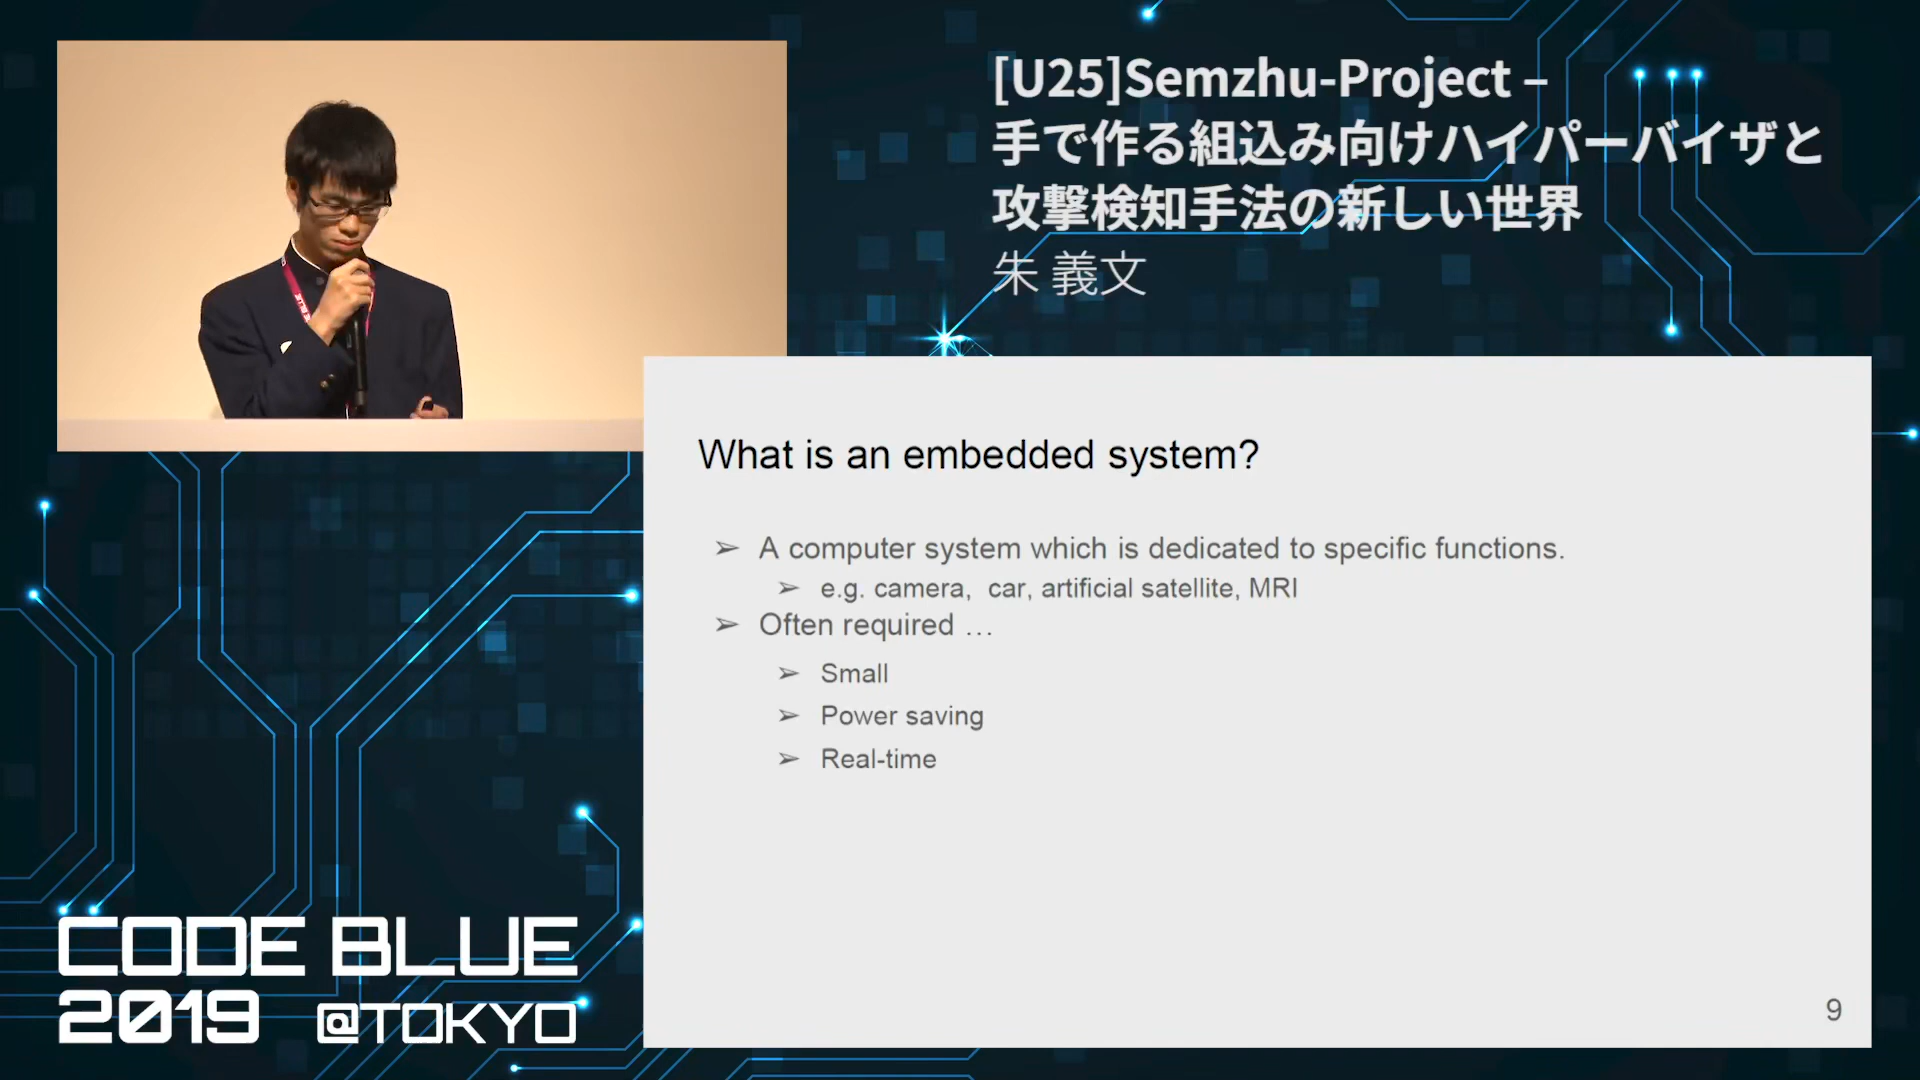 [U25]Semzhu-Project –
手で作る組込み向けハイパーバイザと
攻撃検知手法の新しい世界
朱 義文
What is an embedded system?
➢ A computer system which is dedicated to specific functions.
➢ e.g. camera, car, artificial satellite, MRI
➢ Often required …
➢ Small
➢ Power saving
➢ Real-time
9
CODE BLUE
2019 @TOKYO